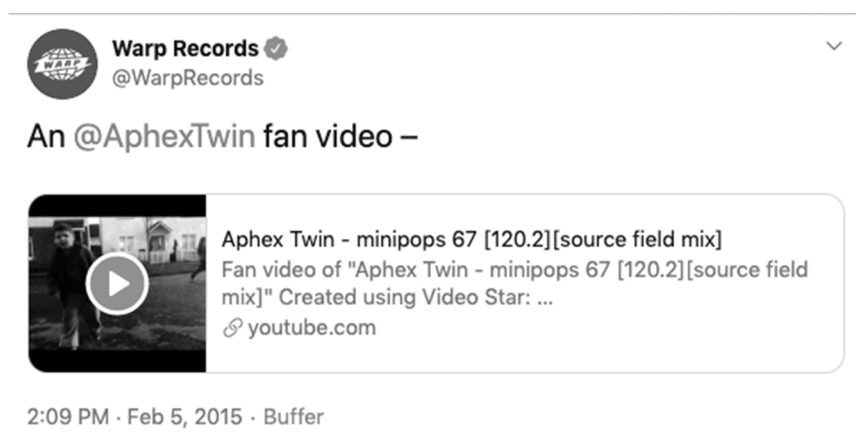 WARP
Warp Records
@WarpRecords
An @AphexTwin fan video –
Aphex Twin - minipops 67 [120.2][source field mix]
Fan video of "Aphex Twin - minipops 67 [120.2][source field
mix]" Created using Video Star: ...
youtube.com
2:09 PM · Feb 5, 2015 · Buffer